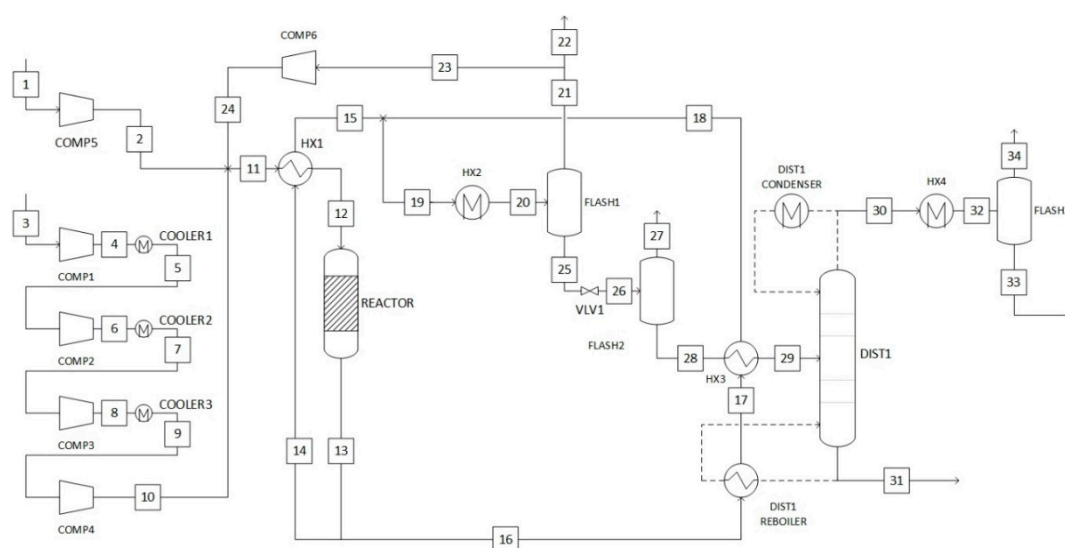 COMP6
22
23
1
21
24
15
18
HX1
34
2
COMP5
DIST1
CONDENSER
HX4
11
HX2
30
32
19
20
FLASH1
12
27
3
4
COOLER1
25
33
5
COMP1
26
REACTOR
VLV1
6
COOLER2
7
FLASH2
28
29
DIST1
COMP2
HX3
17
8
COOLER3
9
COMP3
14
13
31
10
COMP4
16
DIST1
REBOILER